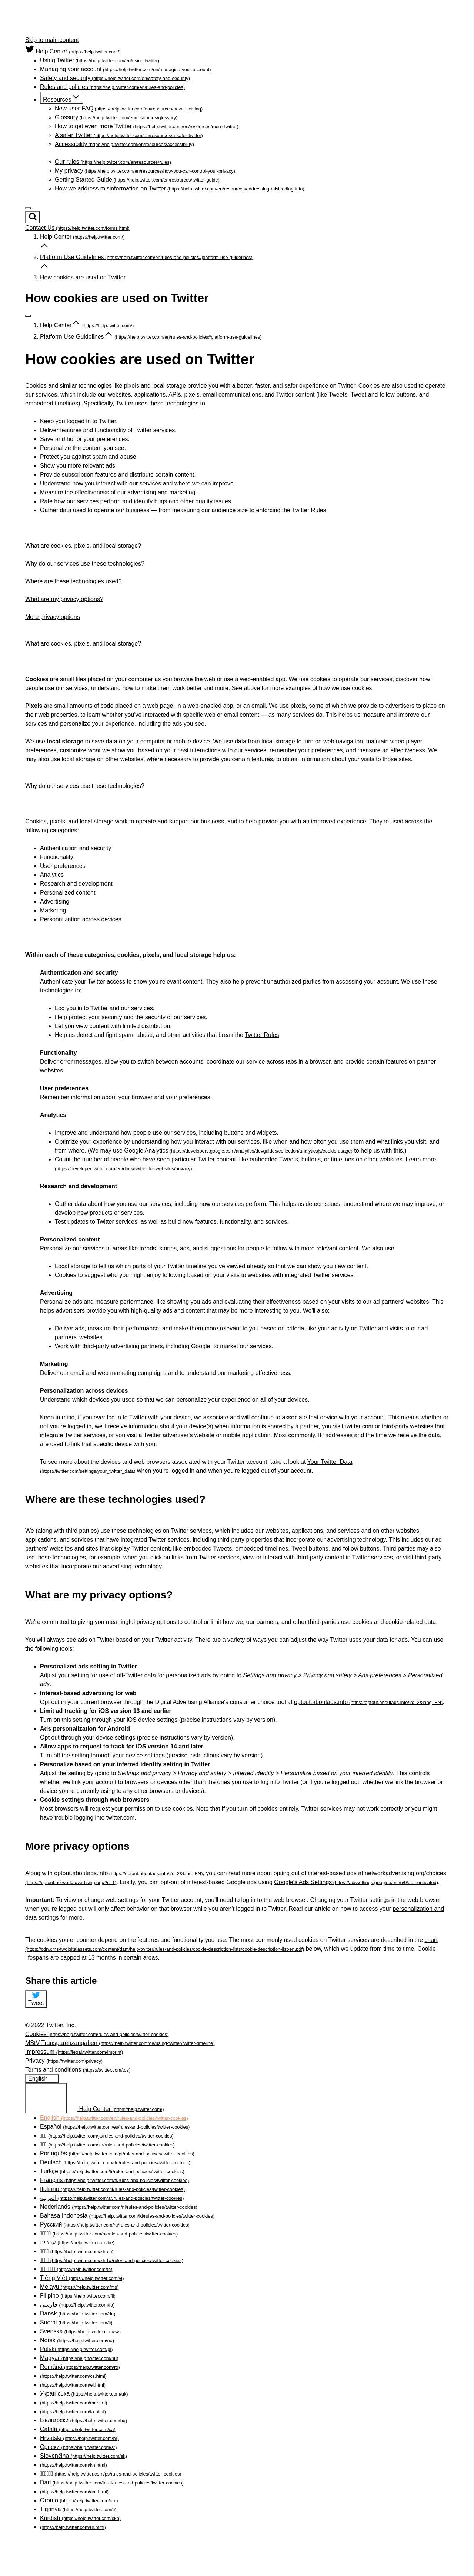 Skip to main content
Help Center (https://help.twitter.com/)
Using Twitter (https://help.twitter.com/en/using-twitter)
Managing your account (https://help.twitter.com/en/managing-your-account)
Safety and security (https://help.twitter.com/en/safety-and-security)
Rules and policies (https://help.twitter.com/en/rules-and-policies)
Resources
New user FAQ (https://help.twitter.com/en/resources/new-user-faq)
Glossary (https://help.twitter.com/en/resources/glossary)
How to get even more Twitter (https://help.twitter.com/en/resources/more-twitter)
A safer Twitter (https://help.twitter.com/en/resources/a-safer-twitter)
Accessibility (https://help.twitter.com/en/resources/accessibility)
Our rules (https://help.twitter.com/en/resources/rules)
My privacy (https://help.twitter.com/en/resources/how-you-can-control-your-privacy)
Getting Started Guide (https://help.twitter.com/en/resources/twitter-guide)
How we address misinformation on Twitter (https://help.twitter.com/en/resources/addressing-misleading-info)
Contact Us (https://help.twitter.com/forms.html)
1. Help Center (https://help.twitter.com/)
2. Platform Use Guidelines (https://help.twitter.com/en/rules-and-policies#platform-use-guidelines)
3. How cookies are used on Twitter
How cookies are used on Twitter
1. Help Center (https://help.twitter.com/)
2. Platform Use Guidelines (https://help.twitter.com/en/rules-and-policies#platform-use-guidelines)
How cookies are used on Twitter
Cookies and similar technologies like pixels and local storage provide you with a better, faster, and safer experience on Twitter. Cookies are also used to operate
our services, which include our websites, applications, APIs, pixels, email communications, and Twitter content (like Tweets, Tweet and follow buttons, and
embedded timelines). Specifically, Twitter uses these technologies to:
Keep you logged in to Twitter.
Deliver features and functionality of Twitter services.
Save and honor your preferences.
Personalize the content you see.
Protect you against spam and abuse.
Show you more relevant ads.
Provide subscription features and distribute certain content.
Understand how you interact with our services and where we can improve.
Measure the effectiveness of our advertising and marketing.
Rate how our services perform and identify bugs and other quality issues.
Gather data used to operate our business — from measuring our audience size to enforcing the Twitter Rules.
What are cookies, pixels, and local storage?
Why do our services use these technologies?
Where are these technologies used?
What are my privacy options?
More privacy options
What are cookies, pixels, and local storage?
Cookies are small files placed on your computer as you browse the web or use a web-enabled app. We use cookies to operate our services, discover how
people use our services, understand how to make them work better and more. See above for more examples of how we use cookies.
Pixels are small amounts of code placed on a web page, in a web-enabled app, or an email. We use pixels, some of which we provide to advertisers to place on
their web properties, to learn whether you've interacted with specific web or email content — as many services do. This helps us measure and improve our
services and personalize your experience, including the ads you see.
We use local storage to save data on your computer or mobile device. We use data from local storage to turn on web navigation, maintain video player
preferences, customize what we show you based on your past interactions with our services, remember your preferences, and measure ad effectiveness. We
may also use local storage on other websites, where necessary to provide you certain features, to obtain information about your visits to those sites.
Why do our services use these technologies?
Cookies, pixels, and local storage work to operate and support our business, and to help provide you with an improved experience. They're used across the
following categories:
Authentication and security
Functionality
User preferences
Analytics
Research and development
Personalized content
Advertising
Marketing
Personalization across devices
Within each of these categories, cookies, pixels, and local storage help us:
Authentication and security
Authenticate your Twitter access to show you relevant content. They also help prevent unauthorized parties from accessing your account. We use these
technologies to:
Log you in to Twitter and our services.
Help protect your security and the security of our services.
Let you view content with limited distribution.
Help us detect and fight spam, abuse, and other activities that break the Twitter Rules.
Functionality
Deliver error messages, allow you to switch between accounts, coordinate our service across tabs in a browser, and provide certain features on partner
websites.
User preferences
Remember information about your browser and your preferences.
Analytics
Improve and understand how people use our services, including buttons and widgets.
Optimize your experience by understanding how you interact with our services, like when and how often you use them and what links you visit, and
from where. (We may use Google Analytics (https://developers.google.com/analytics/devguides/collection/analyticsjs/cookie-usage) to help us with this.)
Count the number of people who have seen particular Twitter content, like embedded Tweets, buttons, or timelines on other websites. Learn more
(https://developer.twitter.com/en/docs/twitter-for-websites/privacy).
Research and development
Gather data about how you use our services, including how our services perform. This helps us detect issues, understand where we may improve, or
develop new products or services.
Test updates to Twitter services, as well as build new features, functionality, and services.
Personalized content
Personalize our services in areas like trends, stories, ads, and suggestions for people to follow with more relevant content. We also use:
Local storage to tell us which parts of your Twitter timeline you've viewed already so that we can show you new content.
Cookies to suggest who you might enjoy following based on your visits to websites with integrated Twitter services.
Advertising
Personalize ads and measure performance, like showing you ads and evaluating their effectiveness based on your visits to our ad partners' websites. This
helps advertisers provide you with high-quality ads and content that may be more interesting to you. We'll also:
Deliver ads, measure their performance, and make them more relevant to you based on criteria, like your activity on Twitter and visits to our ad
partners' websites.
Work with third-party advertising partners, including Google, to market our services.
Marketing
Deliver our email and web marketing campaigns and to understand our marketing effectiveness.
Personalization across devices
Understand which devices you used so that we can personalize your experience on all of your devices.
Keep in mind, if you ever log in to Twitter with your device, we associate and will continue to associate that device with your account. This means whether or
not you're logged in, we'll receive information about your device(s) when information is shared by a partner, you visit twitter.com or third-party websites that
integrate Twitter services, or you visit a Twitter advertiser's website or mobile application. Most commonly, IP addresses and the time we receive the data,
are used to link that specific device with you.
To see more about the devices and web browsers associated with your Twitter account, take a look at Your Twitter Data
(https://twitter.com/settings/your_twitter_data) when you're logged in and when you're logged out of your account.
Where are these technologies used?
We (along with third parties) use these technologies on Twitter services, which includes our websites, applications, and services and on other websites,
applications, and services that have integrated Twitter services, including third-party properties that incorporate our advertising technology. This includes our ad
partners' websites and sites that display Twitter content, like embedded Tweets, embedded timelines, Tweet buttons, and follow buttons. Third parties may also
use these technologies, for example, when you click on links from Twitter services, view or interact with third-party content in Twitter services, or visit third-party
websites that incorporate our advertising technology.
What are my privacy options?
We're committed to giving you meaningful privacy options to control or limit how we, our partners, and other third-parties use cookies and cookie-related data:
You will always see ads on Twitter based on your Twitter activity. There are a variety of ways you can adjust the way Twitter uses your data for ads. You can use
the following tools:
Personalized ads setting in Twitter
Adjust your setting for use of off-Twitter data for personalized ads by going to Settings and privacy > Privacy and safety > Ads preferences > Personalized
ads.
Interest-based advertising for web
Opt out in your current browser through the Digital Advertising Alliance's consumer choice tool at optout.aboutads.info (https://optout.aboutads.info/?c=2&lang=EN).
Limit ad tracking for iOS version 13 and earlier
Turn on this setting through your iOS device settings (precise instructions vary by version).
Ads personalization for Android
Opt out through your device settings (precise instructions vary by version).
Allow apps to request to track for iOS version 14 and later
Turn off the setting through your device settings (precise instructions vary by version).
Personalize based on your inferred identity setting in Twitter
Adjust the setting by going to Settings and privacy > Privacy and safety > Inferred identity > Personalize based on your inferred identity. This controls
whether we link your account to browsers or devices other than the ones you use to log into Twitter (or if you're logged out, whether we link the browser or
device you're currently using to any other browsers or devices).
Cookie settings through web browsers
Most browsers will request your permission to use cookies. Note that if you turn off cookies entirely, Twitter services may not work correctly or you might
have trouble logging into twitter.com.
More privacy options
Along with optout.aboutads.info (https://optout.aboutads.info/?c=2&lang=EN), you can read more about opting out of interest-based ads at networkadvertising.org/choices
(https://optout.networkadvertising.org/?c=1). Lastly, you can opt-out of interest-based Google ads using Google's Ads Settings (https://adssettings.google.com/u/0/authenticated).
Important: To view or change web settings for your Twitter account, you'll need to log in to the web browser. Changing your Twitter settings in the web browser
when you're logged out will only affect behavior on that browser while you aren't logged in to Twitter. Read our article on how to access your personalization and
data settings for more.
The cookies you encounter depend on the features and functionality you use. The most commonly used cookies on Twitter services are described in the chart
(https://cdn.cms-twdigitalassets.com/content/dam/help-twitter/rules-and-policies/cookie-description-lists/cookie-description-list-en.pdf) below, which we update from time to time. Cookie
lifespans are capped at 13 months in certain areas.
Share this article
Tweet
© 2022 Twitter, Inc.
Cookies (https://help.twitter.com/rules-and-policies/twitter-cookies)
MStV Transparenzangaben (https://help.twitter.com/de/using-twitter/twitter-timeline)
Impressum (https://legal.twitter.com/imprint)
Privacy (https://twitter.com/privacy)
Terms and conditions (https://twitter.com/tos)
English
Help Center (https://help.twitter.com/)
English (https://help.twitter.com/en/rules-and-policies/twitter-cookies)
Español (https://help.twitter.com/es/rules-and-policies/twitter-cookies)
(https://help.twitter.com/ja/rules-and-policies/twitter-cookies)
(https://help.twitter.com/ko/rules-and-policies/twitter-cookies)
Português (https://help.twitter.com/pt/rules-and-policies/twitter-cookies)
Deutsch (https://help.twitter.com/de/rules-and-policies/twitter-cookies)
Türkçe (https://help.twitter.com/tr/rules-and-policies/twitter-cookies)
Français (https://help.twitter.com/fr/rules-and-policies/twitter-cookies)
Italiano (https://help.twitter.com/it/rules-and-policies/twitter-cookies)
العربية (https://help.twitter.com/ar/rules-and-policies/twitter-cookies)
Nederlands (https://help.twitter.com/nl/rules-and-policies/twitter-cookies)
Bahasa Indonesia (https://help.twitter.com/id/rules-and-policies/twitter-cookies)
Русский (https://help.twitter.com/ru/rules-and-policies/twitter-cookies)
(https://help.twitter.com/hi/rules-and-policies/twitter-cookies)
עברית (https://help.twitter.com/he)
(https://help.twitter.com/zh-cn)
(https://help.twitter.com/zh-tw/rules-and-policies/twitter-cookies)
(https://help.twitter.com/th)
Tiếng Việt (https://help.twitter.com/vi)
Melayu (https://help.twitter.com/ms)
Filipino (https://help.twitter.com/fil)
فارسی (https://help.twitter.com/fa)
Dansk (https://help.twitter.com/da)
Suomi (https://help.twitter.com/fi)
Svenska (https://help.twitter.com/sv)
Norsk (https://help.twitter.com/no)
Polski (https://help.twitter.com/pl)
Magyar (https://help.twitter.com/hu)
Română (https://help.twitter.com/ro)
(https://help.twitter.com/cs.html)
(https://help.twitter.com/el.html)
Українська (https://help.twitter.com/uk)
(https://help.twitter.com/mr.html)
(https://help.twitter.com/ta.html)
Български (https://help.twitter.com/bg)
Català (https://help.twitter.com/ca)
Hrvatski (https://help.twitter.com/hr)
Српски (https://help.twitter.com/sr)
Slovenčina (https://help.twitter.com/sk)
(https://help.twitter.com/kn.html)
(https://help.twitter.com/ps/rules-and-policies/twitter-cookies)
Dari (https://help.twitter.com/fa-af/rules-and-policies/twitter-cookies)
(https://help.twitter.com/am.html)
Oromo (https://help.twitter.com/om)
Tigrinya (https://help.twitter.com/ti)
Kurdish (https://help.twitter.com/ckb)
(https://help.twitter.com/ur.html)